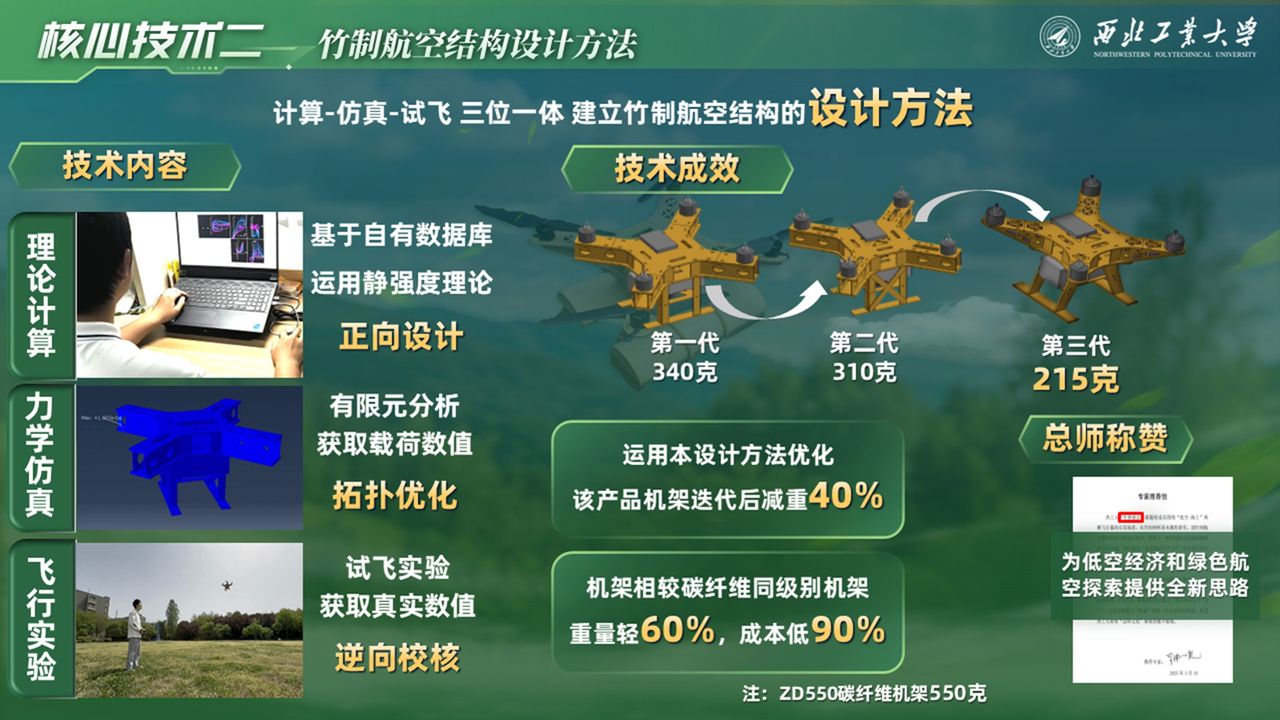 核心技术二
竹制航空结构设计方法
西北工业大学
NORTHWESTERN POLYTECHNICAL UNIVERSITY
计算-仿真-试飞 三位一体 建立竹制航空结构的设计方法
技术内容
理论计算
基于自有数据库
运用静强度理论
正向设计
力学仿真
有限元分析
获取载荷数值
拓扑优化
飞行实验
试飞实验
获取真实数值
逆向校核
技术成效
第一代
340克
第二代
310克
第三代
215克
运用本设计方法优化
该产品机架迭代后减重40%
机架相较碳纤维同级别机架
重量轻60%，成本低90%
注：ZD550碳纤维机架550克
总师称赞
专家推荐信
为低空经济和绿色航
空探索提供全新思路